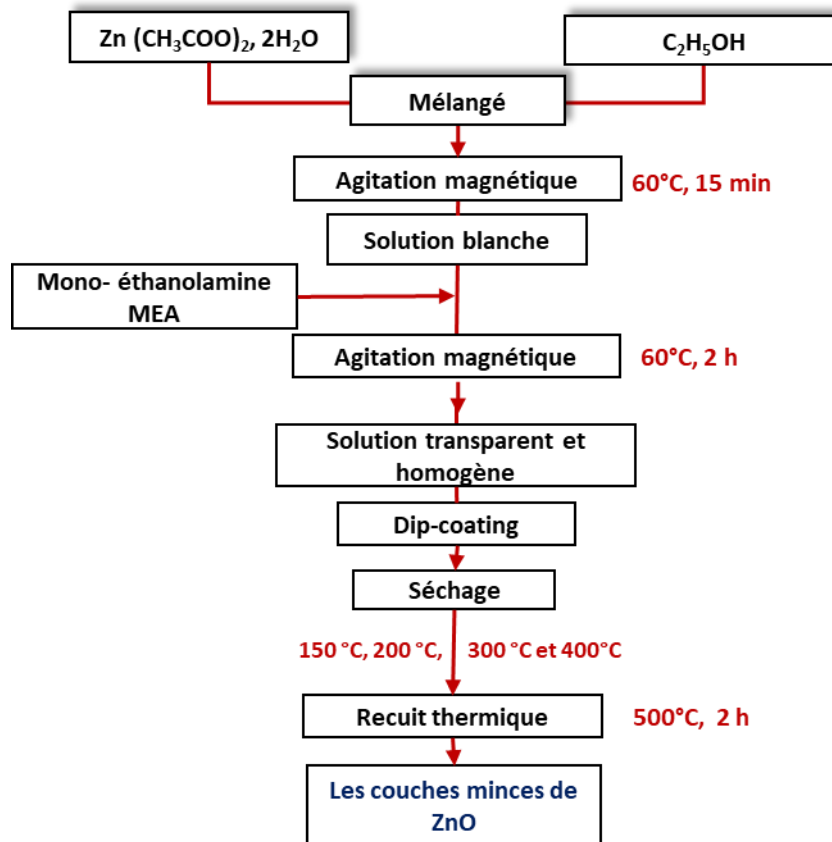 Zn (CH₃COO)₂, 2H₂O
C₂H₅OH
Mélangé
Agitation magnétique
60°C, 15 min
Solution blanche
Mono- éthanolamine
MEA
Agitation magnétique
60°C, 2 h
Solution transparent et
homogène
Dip-coating
Séchage
150 °C, 200 °C, 300 °C et 400°C
Recuit thermique
500°C, 2 h
Les couches minces de
ZnO